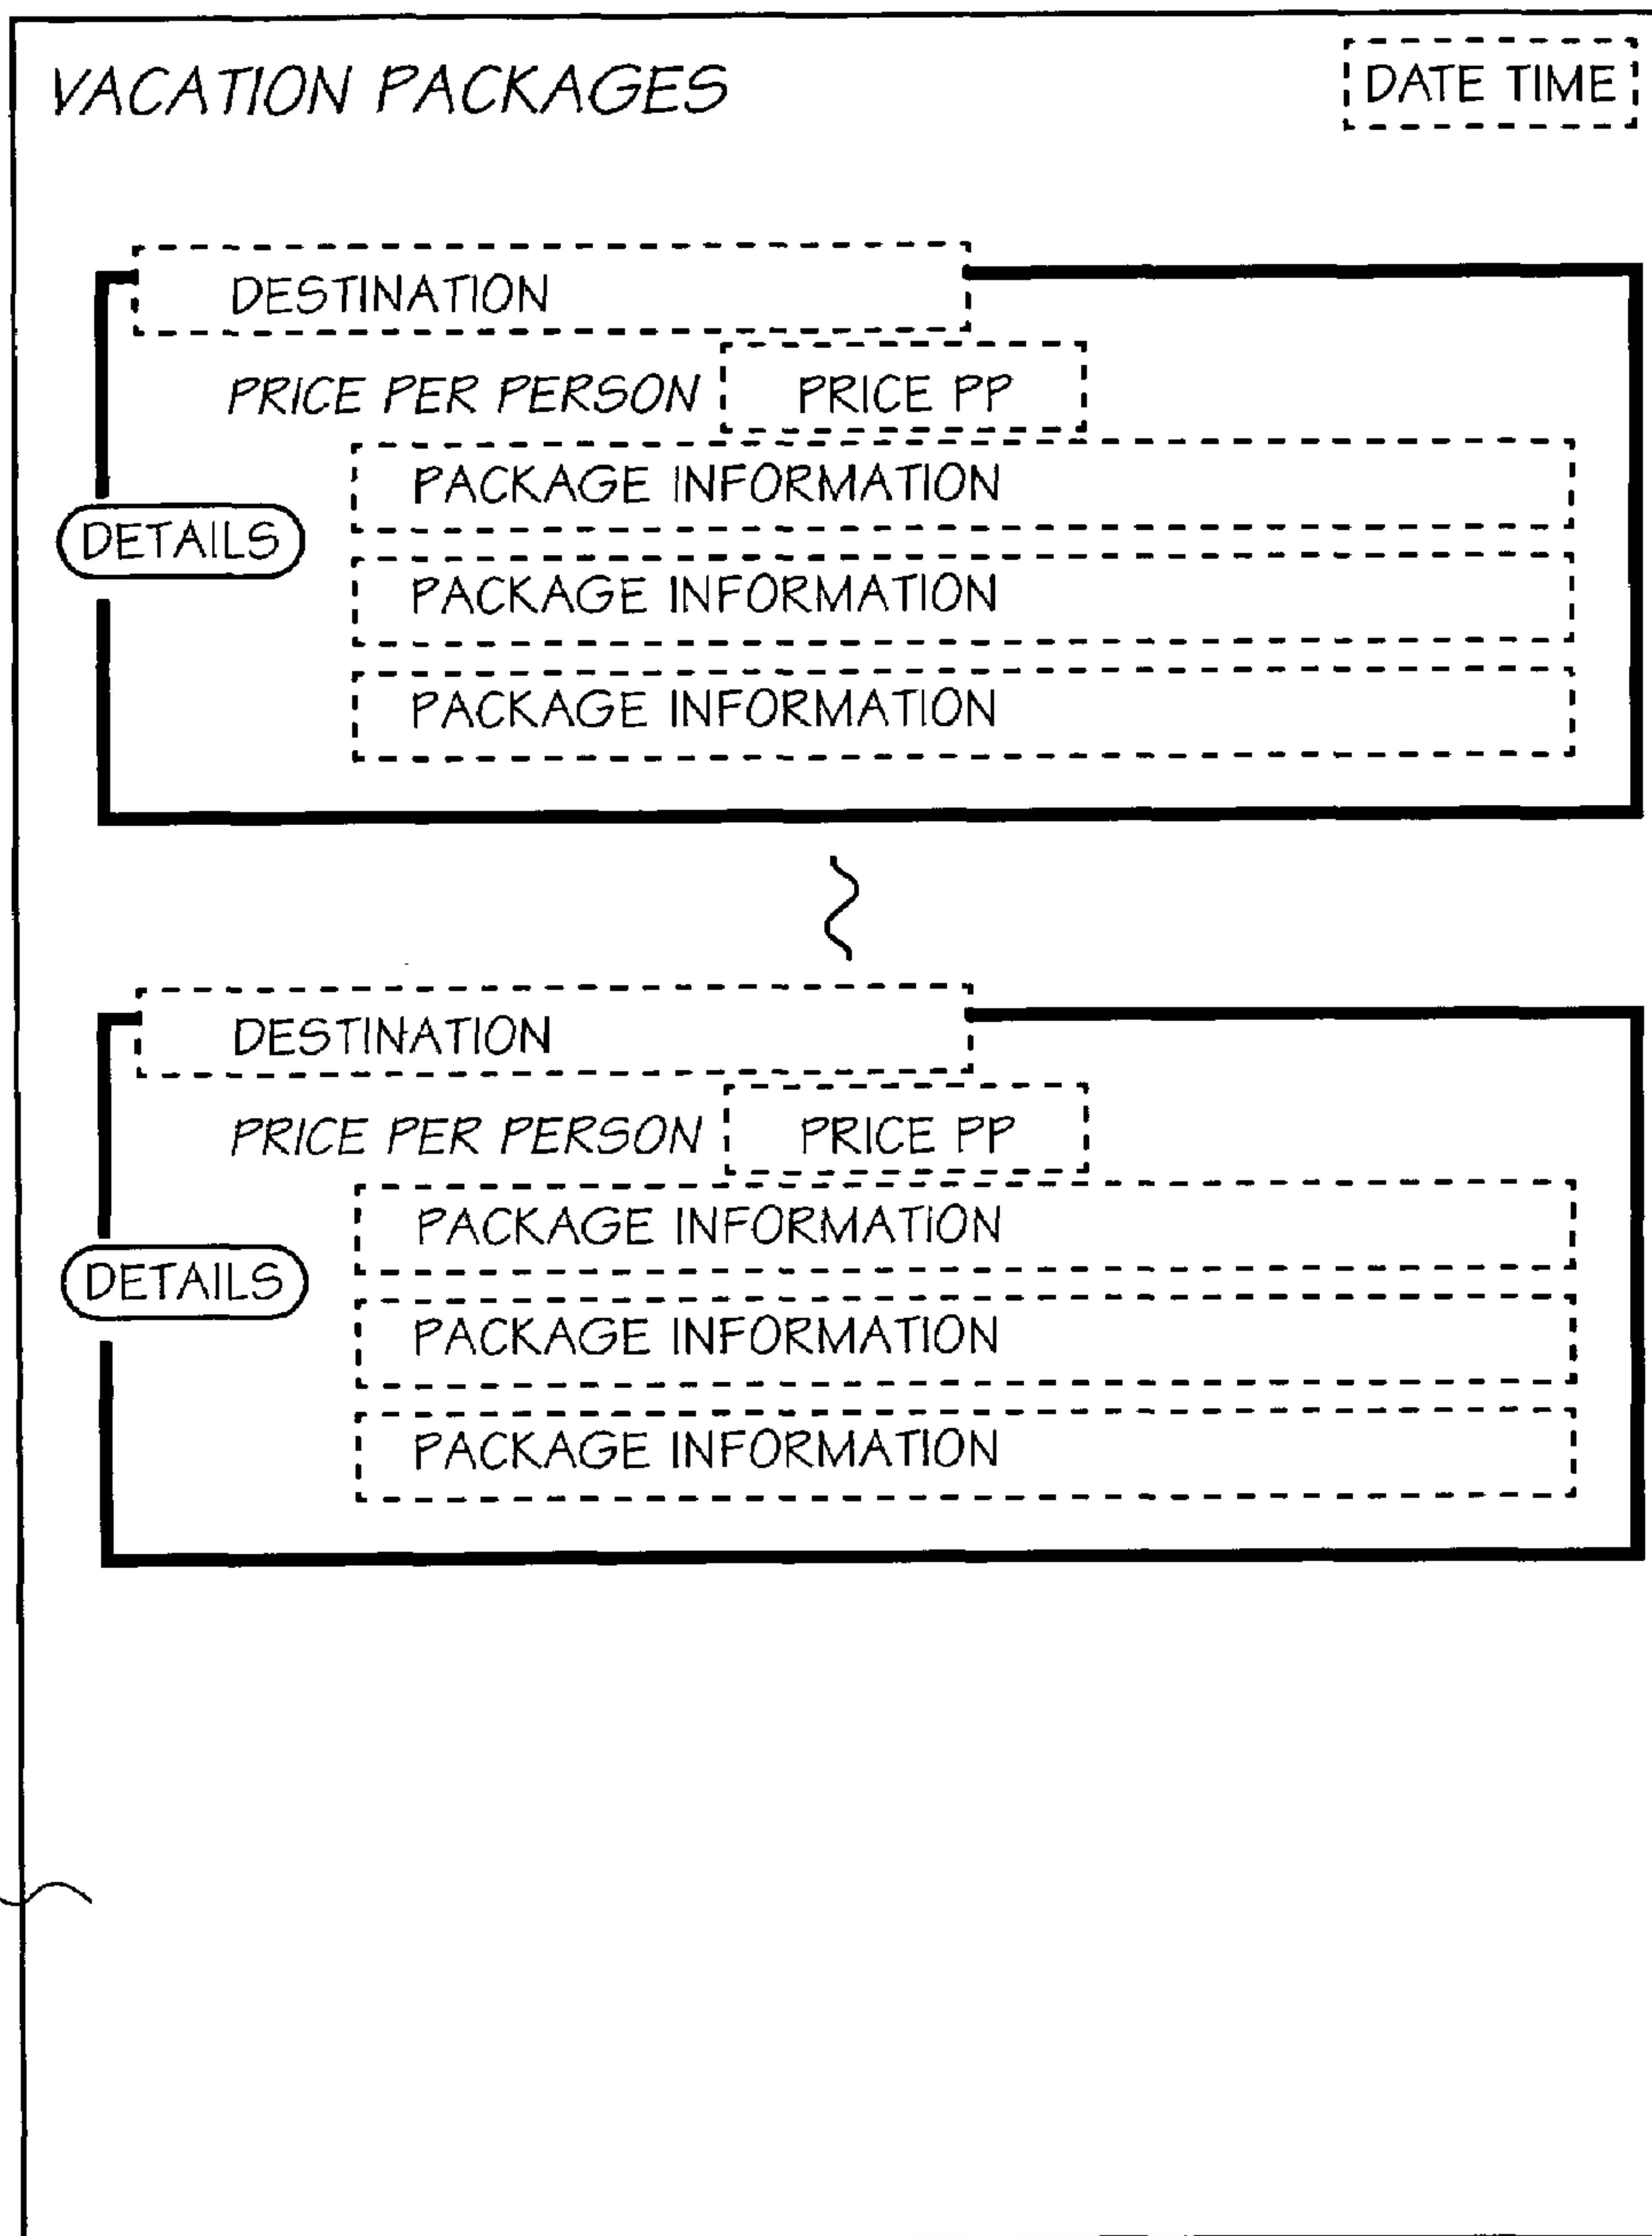 VACATION PACKAGES
DATE TIME
DESTINATION
PRICE PER PERSON PRICE PP
PACKAGE INFORMATION
DETAILS
PACKAGE INFORMATION
PACKAGE INFORMATION
DESTINATION
PRICE PER PERSON PRICE PP
PACKAGE INFORMATION
DETAILS
PACKAGE INFORMATION
PACKAGE INFORMATION